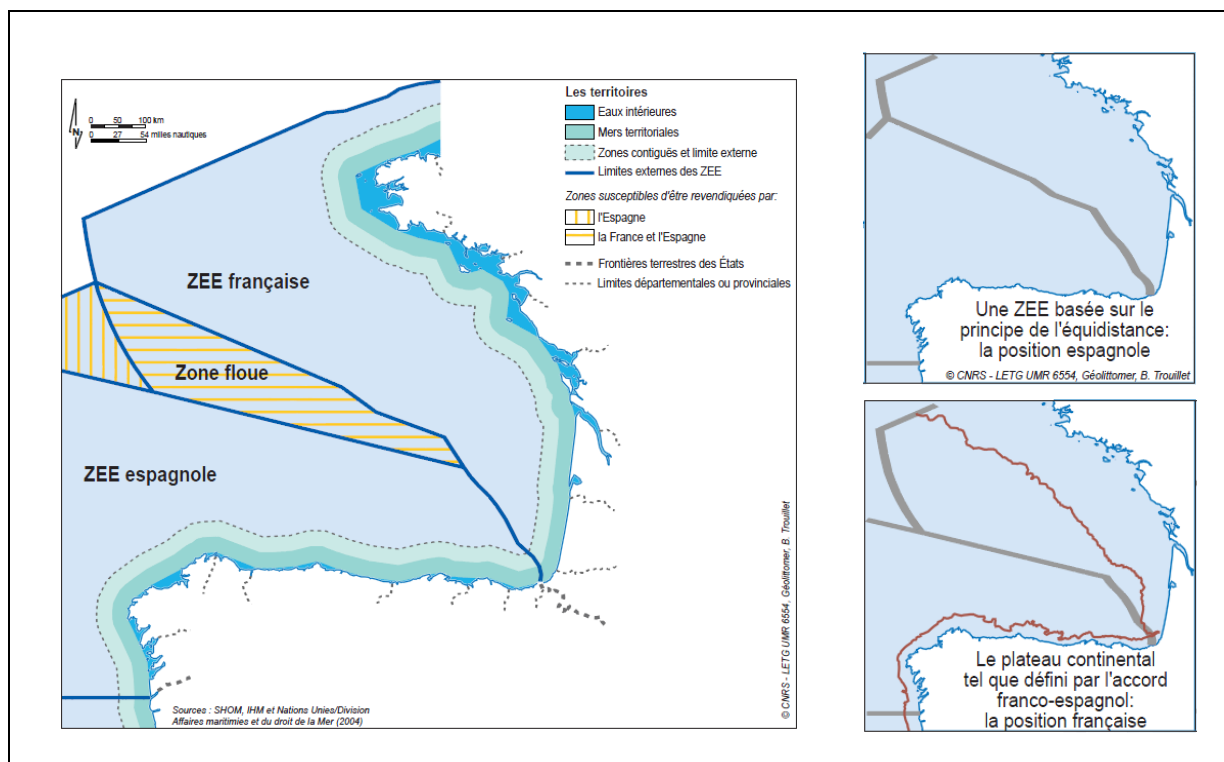 N
0 50 100 km
0 27 54 milles nautiques
Les territoires
Eaux intérieures
Mers territoriales
Zones contiguës et limite externe
Limites externes des ZEE
Zones susceptibles d'être revendiquées par:
l'Espagne
la France et l'Espagne
Frontières terrestres des États
Limites départementales ou provinciales
ZEE française
Zone floue
ZEE espagnole
Sources : SHOM, IHM et Nations Unies/Division
Affaires maritimies et du droit de la Mer (2004)
© CNRS - LETG UMR 6554, Géolittomer, B. Trouillet
Une ZEE basée sur le
principe de l'équidistance:
la position espagnole
© CNRS - LETG UMR 6554, Géolittomer, B. Trouillet
Le plateau continental
tel que défini par l'accord
franco-espagnol:
la position française